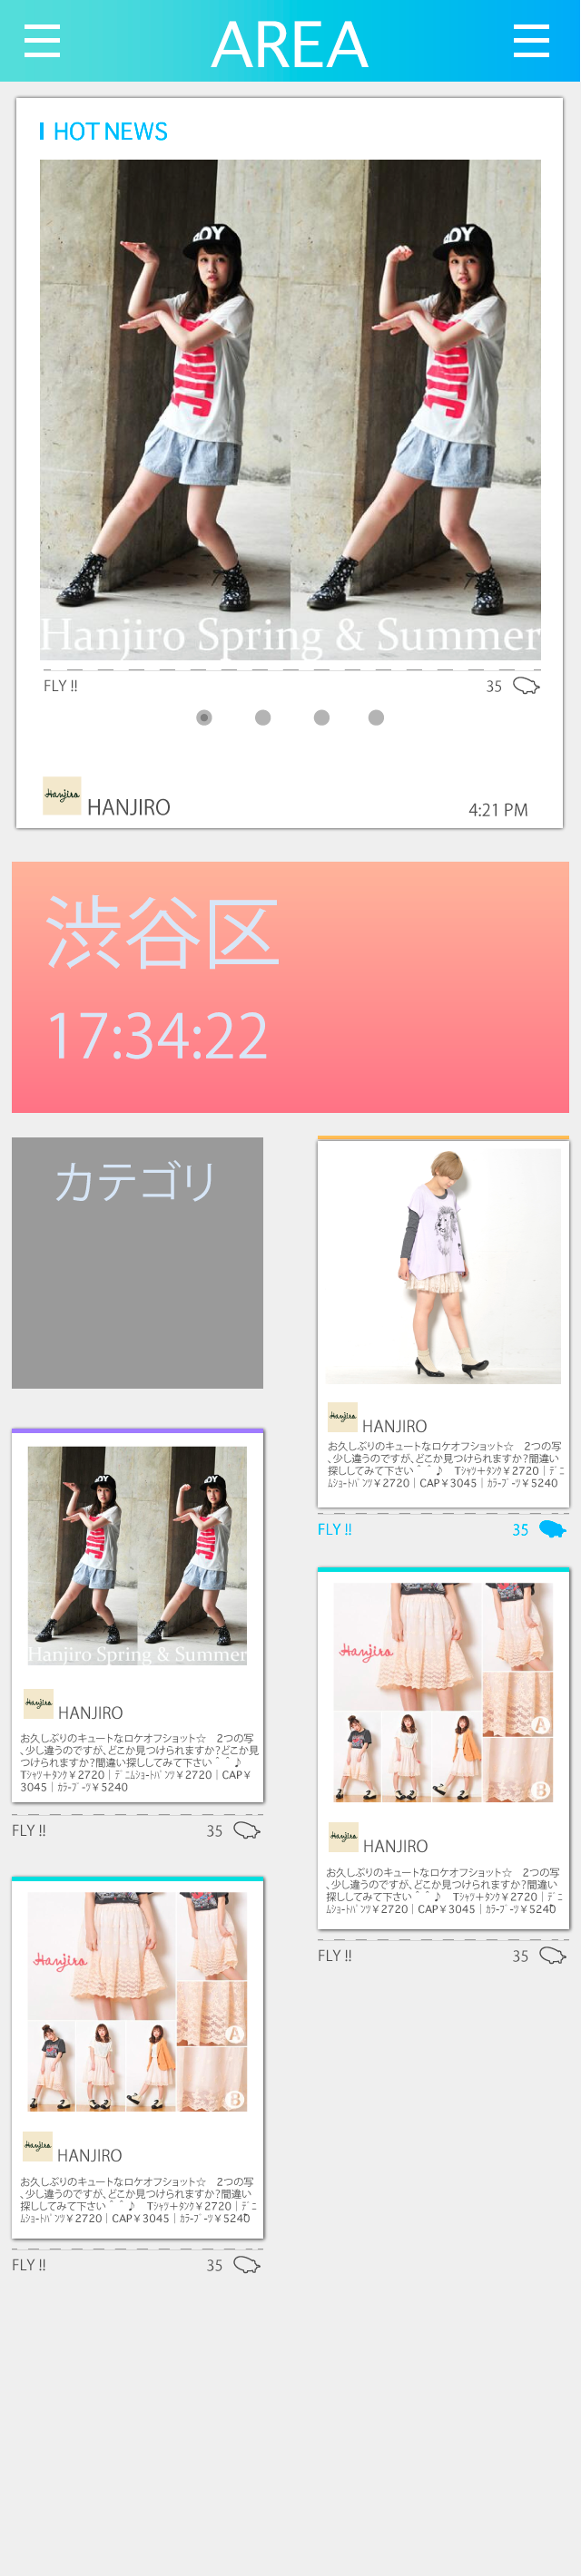 AREA
HOT NEWS
BOY
BOY
Hanjiro Spring & Summer
FLY !!
35
Hanjiro
HANJIRO
4:21 PM
渋谷区
17:34:22
カテゴリ
Hanjiro
HANJIRO
お久しぶりのキュートなロケオフショット☆　2つの写
、少し違うのですが、どこか見つけられますか?間違い
探ししてみて下さい＾＾♪　Tｼｬﾂ＋ﾀﾝｸ￥2720｜ﾃﾞﾆ
ﾑｼｮｰﾄﾊﾟﾝﾂ￥2720｜CAP￥3045｜ｶﾗｰﾌﾞｰﾂ￥5240
FLY !!
35
Hanjiro Spring & Summer
Hanjiro
HANJIRO
お久しぶりのキュートなロケオフショット☆　2つの写
、少し違うのですが、どこか見つけられますか?どこか見
つけられますか?間違い探ししてみて下さい＾＾♪
Tｼｬﾂ＋ﾀﾝｸ￥2720｜ﾃﾞﾆﾑｼｮｰﾄﾊﾟﾝﾂ￥2720｜CAP￥
3045｜ｶﾗｰﾌﾞｰﾂ￥5240
FLY !!
35
Hanjiro
A
B
Hanjiro
HANJIRO
お久しぶりのキュートなロケオフショット☆　2つの写
、少し違うのですが、どこか見つけられますか?間違い
探ししてみて下さい＾＾♪　Tｼｬﾂ＋ﾀﾝｸ￥2720｜ﾃﾞﾆ
ﾑｼｮｰﾄﾊﾟﾝﾂ￥2720｜CAP￥3045｜ｶﾗｰﾌﾞｰﾂ￥5240
FLY !!
35
Hanjiro
A
B
Hanjiro
HANJIRO
お久しぶりのキュートなロケオフショット☆　2つの写
、少し違うのですが、どこか見つけられますか?間違い
探ししてみて下さい＾＾♪　Tｼｬﾂ＋ﾀﾝｸ￥2720｜ﾃﾞﾆ
ﾑｼｮｰﾄﾊﾟﾝﾂ￥2720｜CAP￥3045｜ｶﾗｰﾌﾞｰﾂ￥5240
FLY !!
35